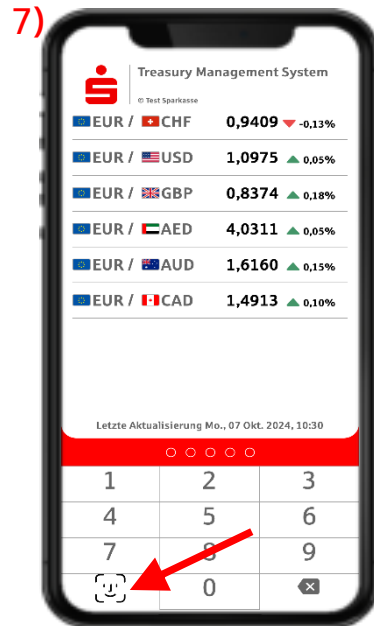 7)
Treasury Management System
© Test Sparkasse
EUR / CHF 0,9409 -0,13%
EUR / USD 1,0975 0,05%
EUR / GBP 0,8374 0,18%
EUR / AED 4,0311 0,05%
EUR / AUD 1,6160 0,15%
EUR / CAD 1,4913 0,10%
Letzte Aktualisierung Mo., 07 Okt. 2024, 10:30
1 2 3
4 5 6
7 8 9
0